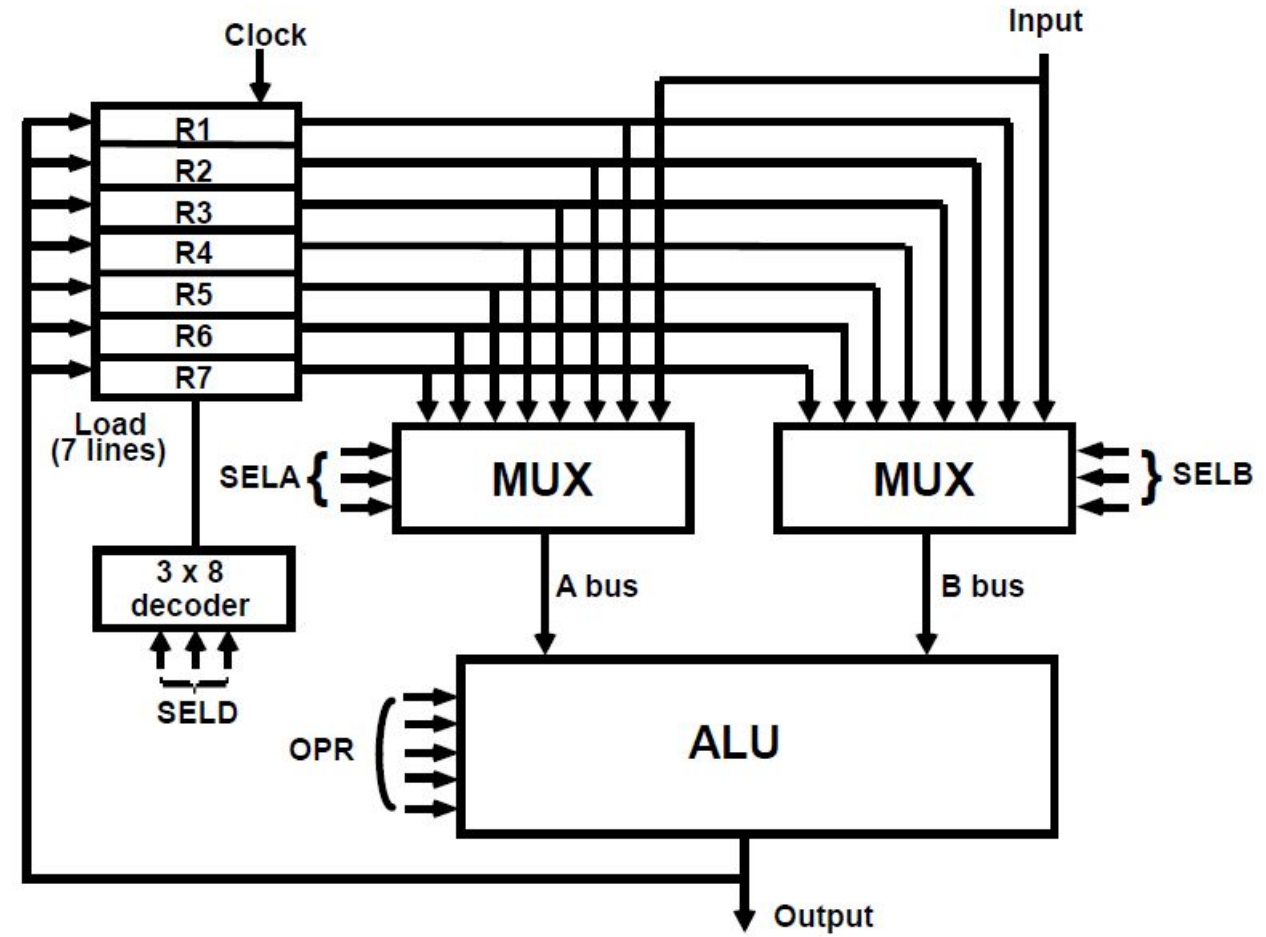 Input
Clock
R1
R2
R3
R4
R5
R6
R7
Load
(7 lines)
SELA {
MUX
MUX
} SELB
3 x 8
decoder
A bus
B bus
SELD
OPR
ALU
Output